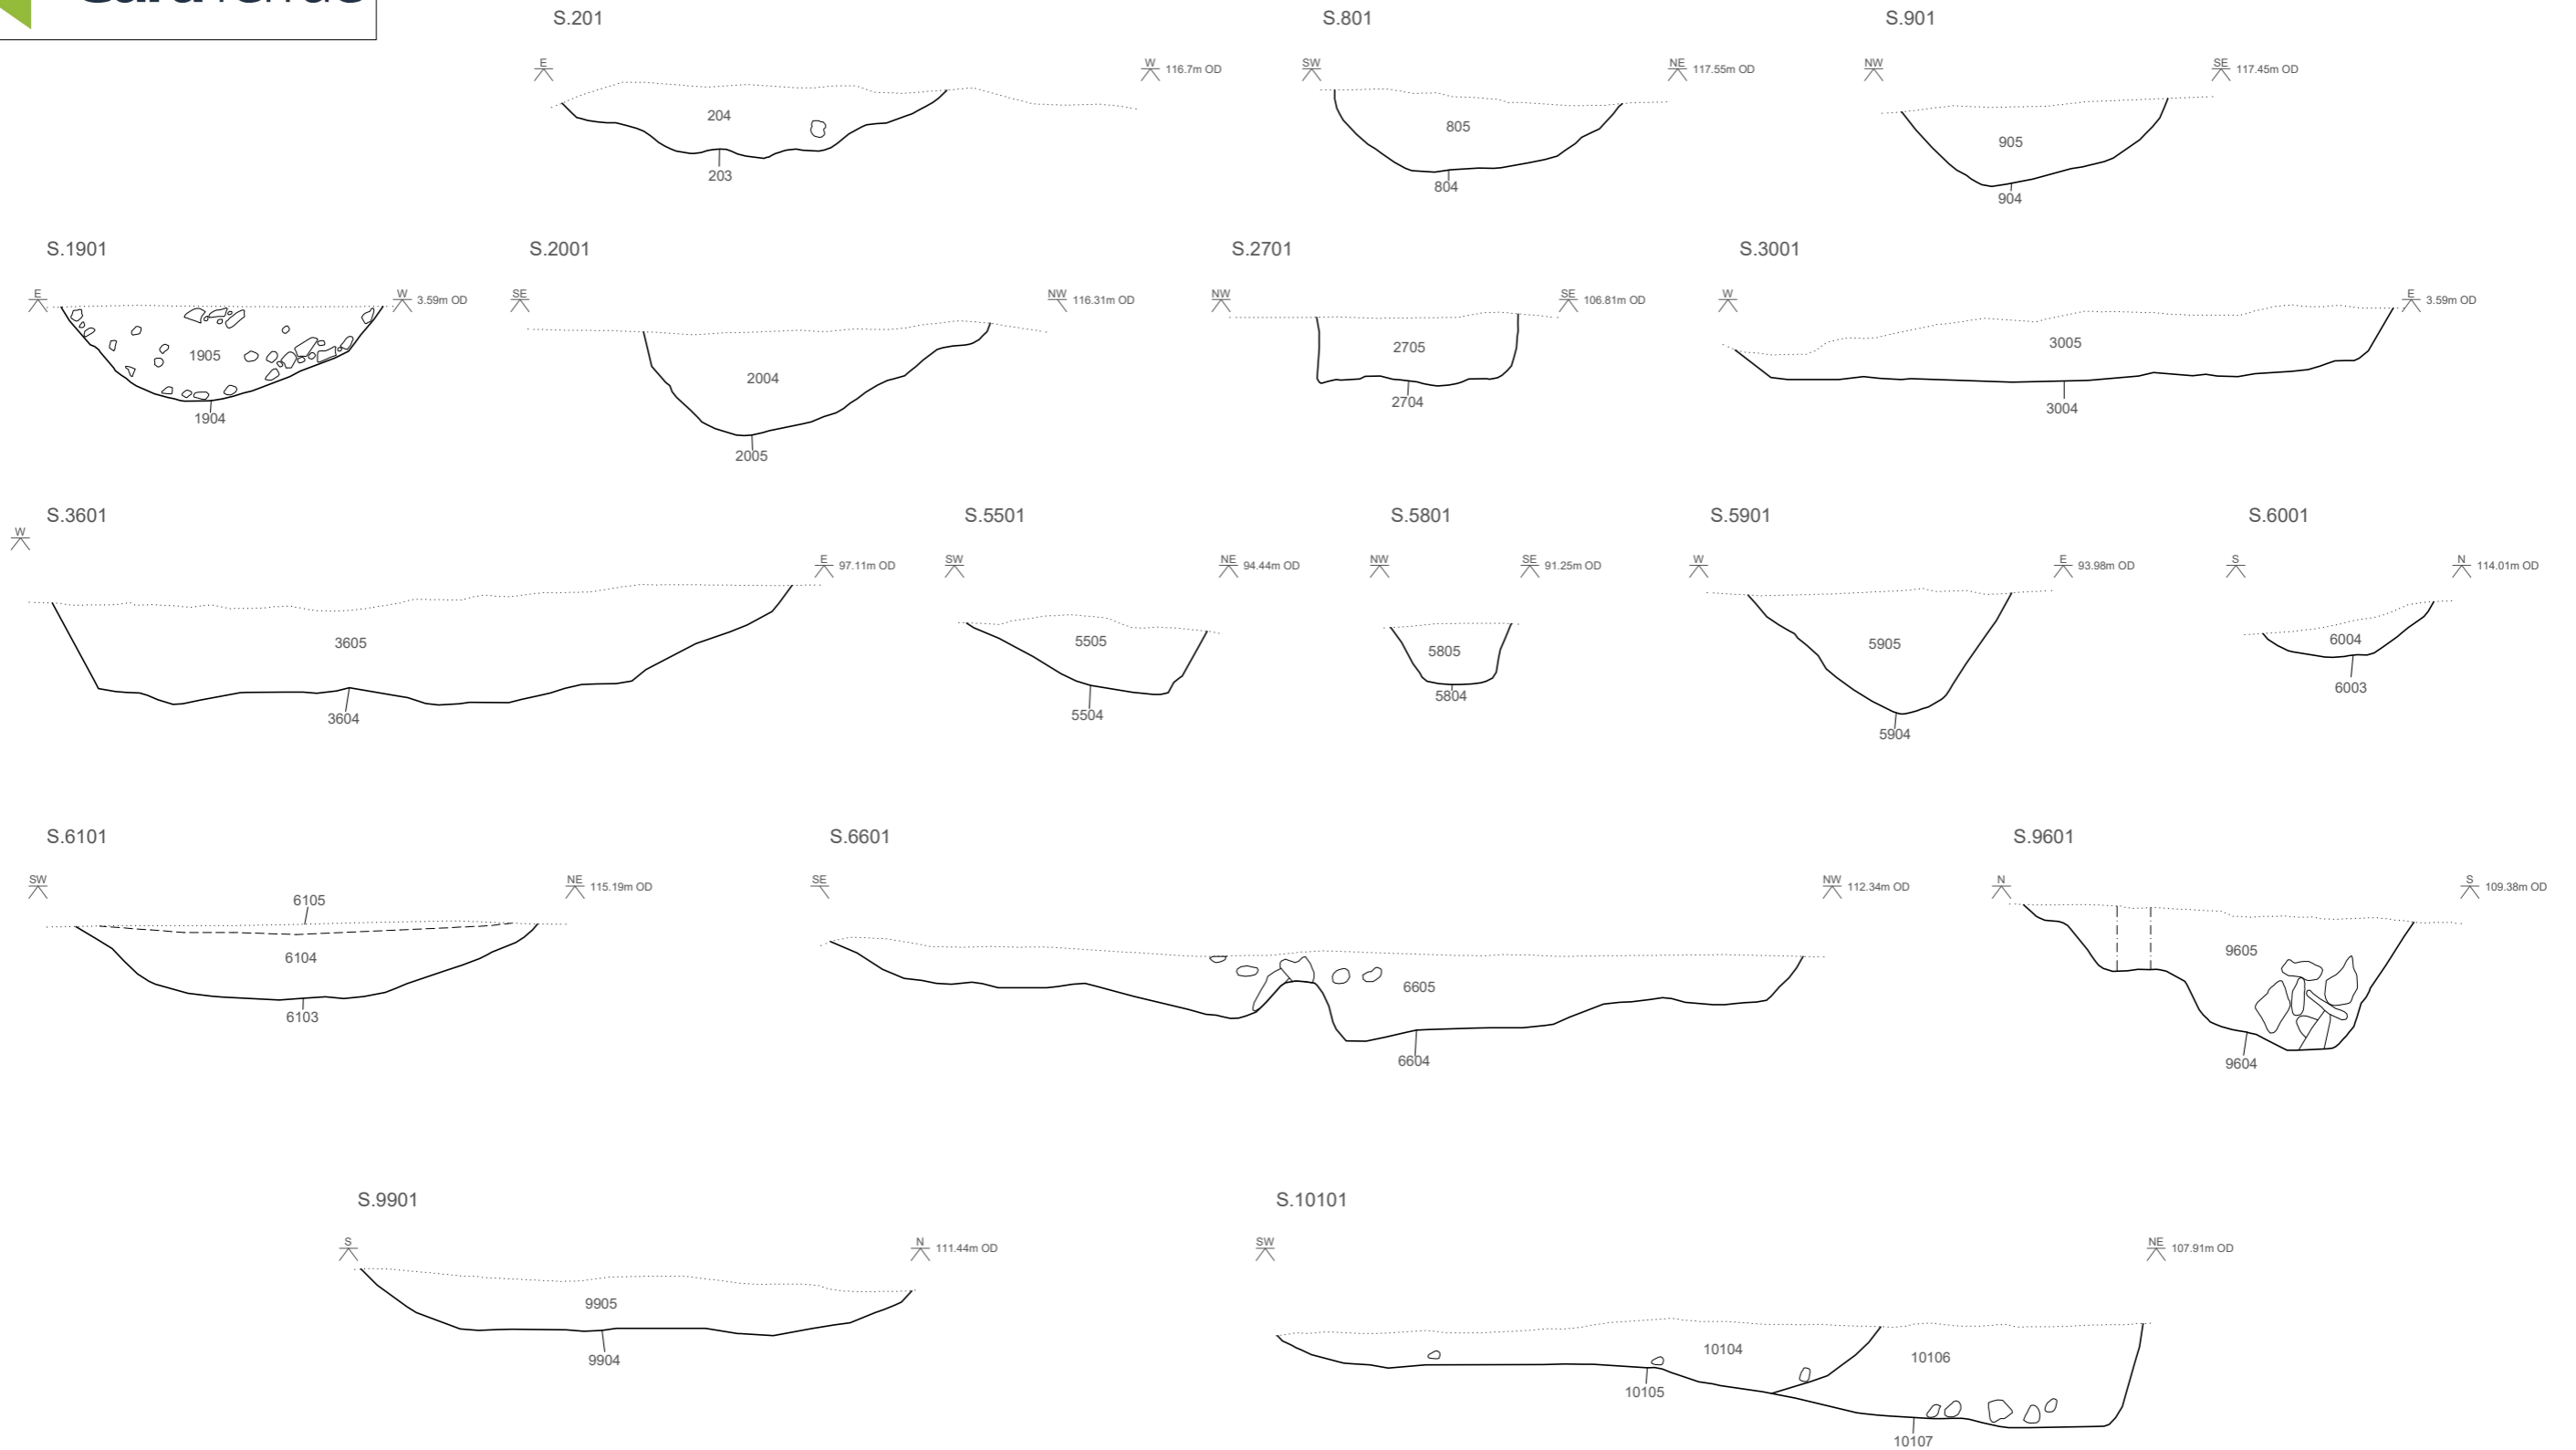 S.201
S.801
S.901
E
W 116.7m OD
SW
NE 117.55m OD
NW
SE 117.45m OD
204
805
905
203
804
904
S.1901
S.2001
S.2701
S.3001
E
W 3.59m OD
SE
NW 116.31m OD
NW
SE 106.81m OD
W
E 3.59m OD
1905
2004
2705
3005
1904
2005
2704
3004
S.3601
S.5501
S.5801
S.5901
S.6001
W
E 97.11m OD
SW
NE 94.44m OD
NW
SE 91.25m OD
W
E 93.98m OD
S
N 114.01m OD
3605
5505
5805
5905
6004
3604
5504
5804
5904
6003
S.6101
S.6601
S.9601
SW
NE 115.19m OD
SE
NW 112.34m OD
N
S 109.38m OD
6105
6104
6605
9605
6103
6604
9604
S.9901
S.10101
S
N 111.44m OD
SW
NE 107.91m OD
9905
10104
10106
9904
10105
10107